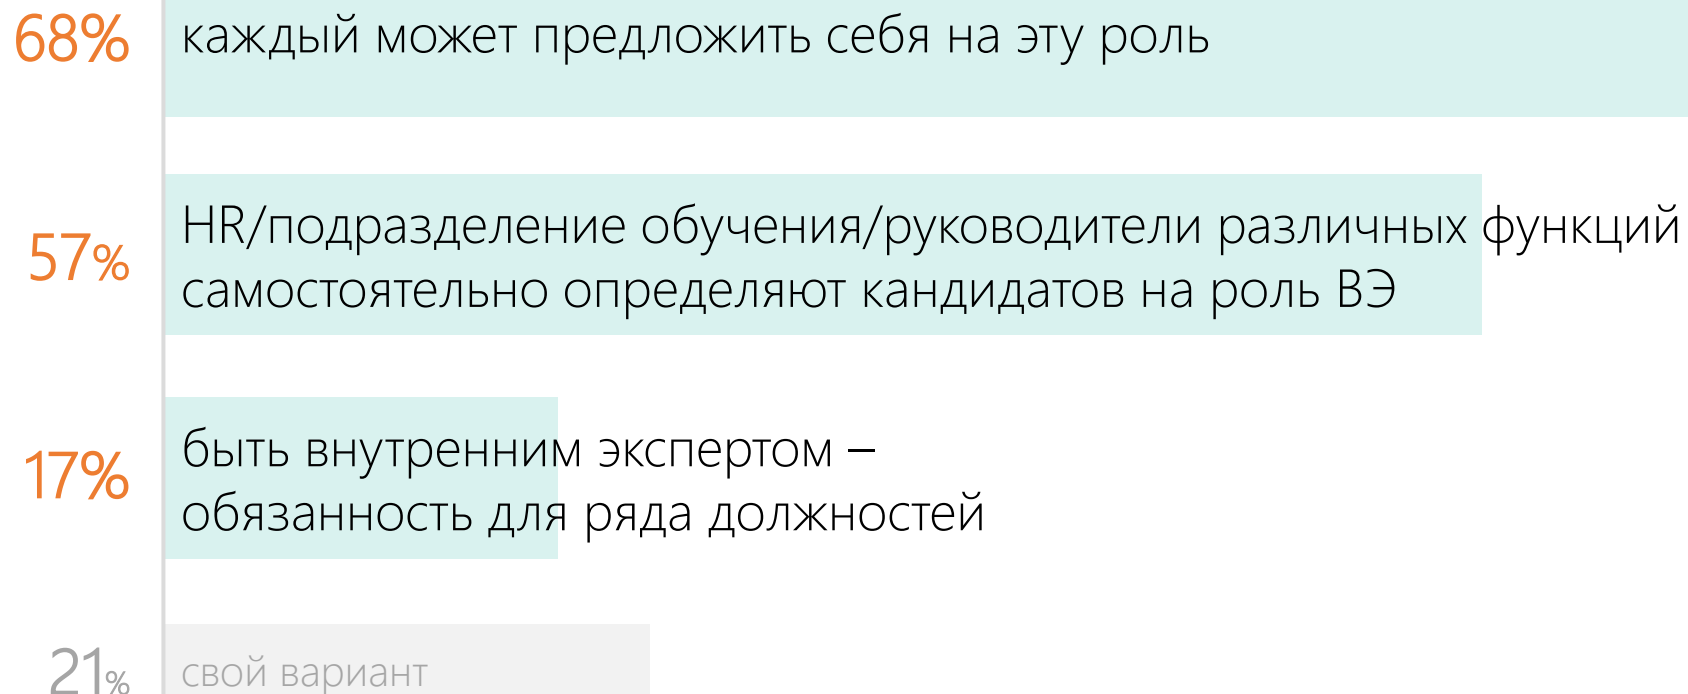 68% каждый может предложить себя на эту роль
HR/подразделение обучения/руководители различных функций
57%
самостоятельно определяют кандидатов на роль ВЭ
быть внутренним экспертом –
17%
обязанность для ряда должностей
21% свой вариант